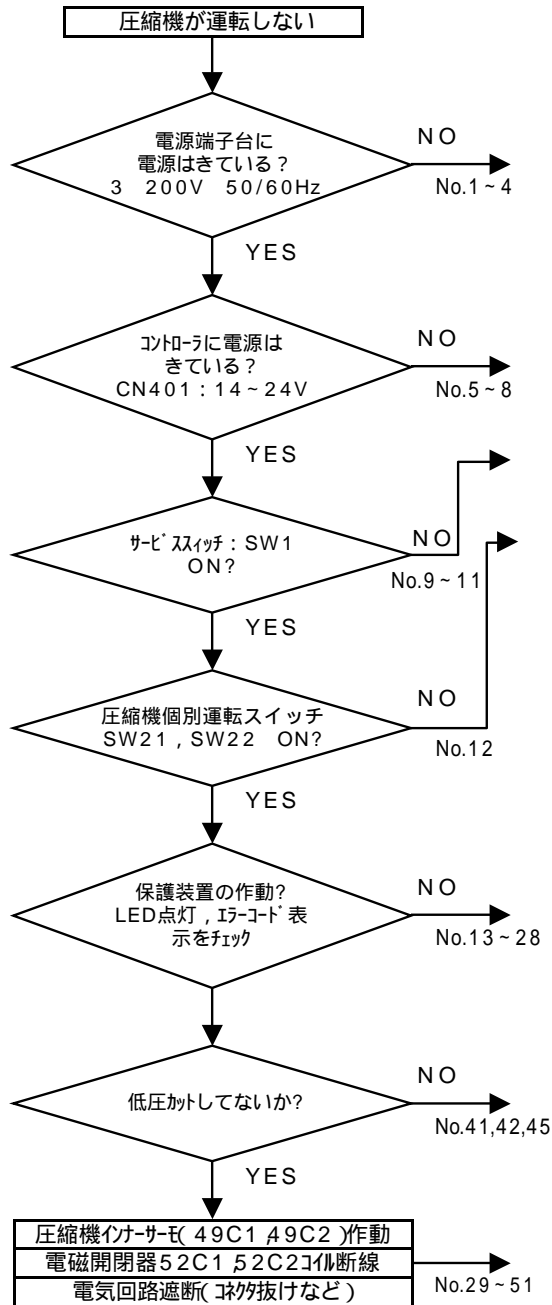 圧縮機が運転しない
電源端子台に
電源はきている？
3 200V 50/60Hz
NO
No.1～4
YES
ｺﾝﾄﾛｰﾗに電源は
きている？
CN401：14～24V
NO
No.5～8
YES
ｻｰﾋﾞｽｽｨｯﾁ：SW1
ON?
NO
No.9～11
YES
圧縮機個別運転スイッチ
SW21，SW22 ON?
NO
No.12
YES
保護装置の作動?
LED点灯，ｴﾗｰｺｰﾄﾞ表
示をﾁｪｯｸ
NO
No.13～28
低圧ｶｯﾄしてないか?
NO
No.41,42,45
YES
圧縮機ｲﾝﾅｰｻｰﾓ(49C1,49C2)作動
電磁開閉器52C1,52C2ｺｲﾙ断線
電気回路遮断(ｺﾈｸﾀ抜けなど)
No.29～51